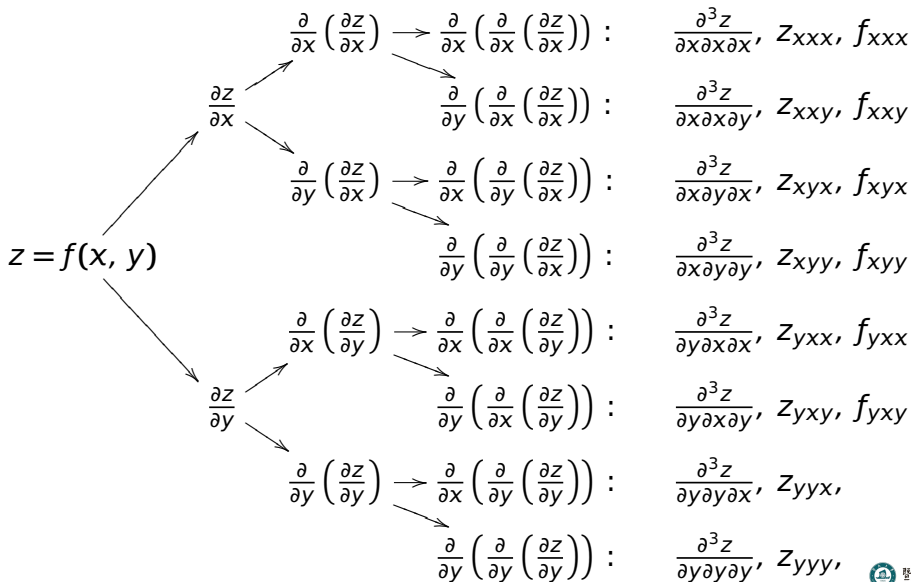 ∂/∂x (∂z/∂x) → ∂/∂x (∂/∂x (∂z/∂x)) : ∂³z/∂x∂x∂x, z_xxx, f_xxx
∂z/∂x ∂/∂y (∂/∂x (∂z/∂x)) : ∂³z/∂x∂x∂y, z_xxy, f_xxy
∂/∂y (∂z/∂x) → ∂/∂x (∂/∂y (∂z/∂x)) : ∂³z/∂x∂y∂x, z_xyx, f_xyx
z = f(x, y) ∂/∂y (∂/∂y (∂z/∂x)) : ∂³z/∂x∂y∂y, z_xyy, f_xyy
∂/∂x (∂z/∂y) → ∂/∂x (∂/∂x (∂z/∂y)) : ∂³z/∂y∂x∂x, z_yxx, f_yxx
∂z/∂y ∂/∂y (∂/∂x (∂z/∂y)) : ∂³z/∂y∂x∂y, z_yxy, f_yxy
∂/∂y (∂z/∂y) → ∂/∂x (∂/∂y (∂z/∂y)) : ∂³z/∂y∂y∂x, z_yyx,
∂/∂y (∂/∂y (∂z/∂y)) : ∂³z/∂y∂y∂y, z_yyy,